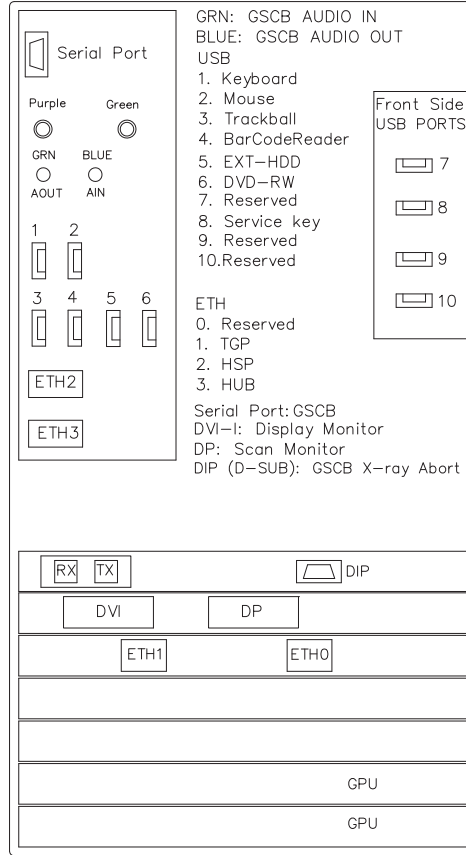 GRN: GSCB AUDIO IN
BLUE: GSCB AUDIO OUT
USB
1. Keyboard
2. Mouse
3. Trackball
4. BarCodeReader
5. EXT-HDD
6. DVD-RW
7. Reserved
8. Service key
9. Reserved
10.Reserved
ETH
0. Reserved
1. TGP
2. HSP
3. HUB
Serial Port: GSCB
DVI-I: Display Monitor
DP: Scan Monitor
DIP (D-SUB): GSCB X-ray Abort
Serial Port
Purple Green
GRN BLUE
AOUT AIN
1 2
3 4 5 6
ETH2
ETH3
Front Side
USB PORTS
7
8
9
10
RX TX DIP
DVI DP
ETH1 ETH0
GPU
GPU